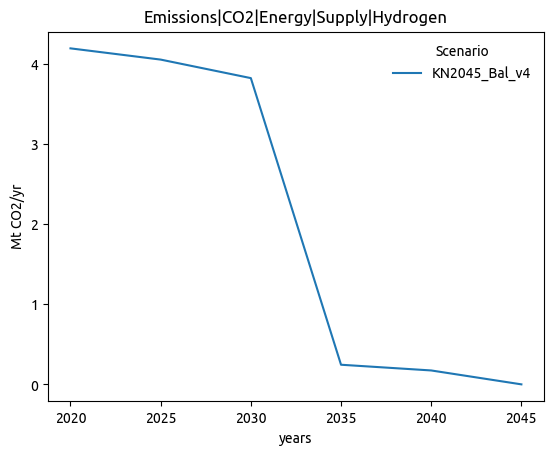 Emissions|CO2|Energy|Supply|Hydrogen
Scenario
KN2045_Bal_v4
Mt CO2/yr
4
3
2
1
0
2020 2025 2030 2035 2040 2045
years